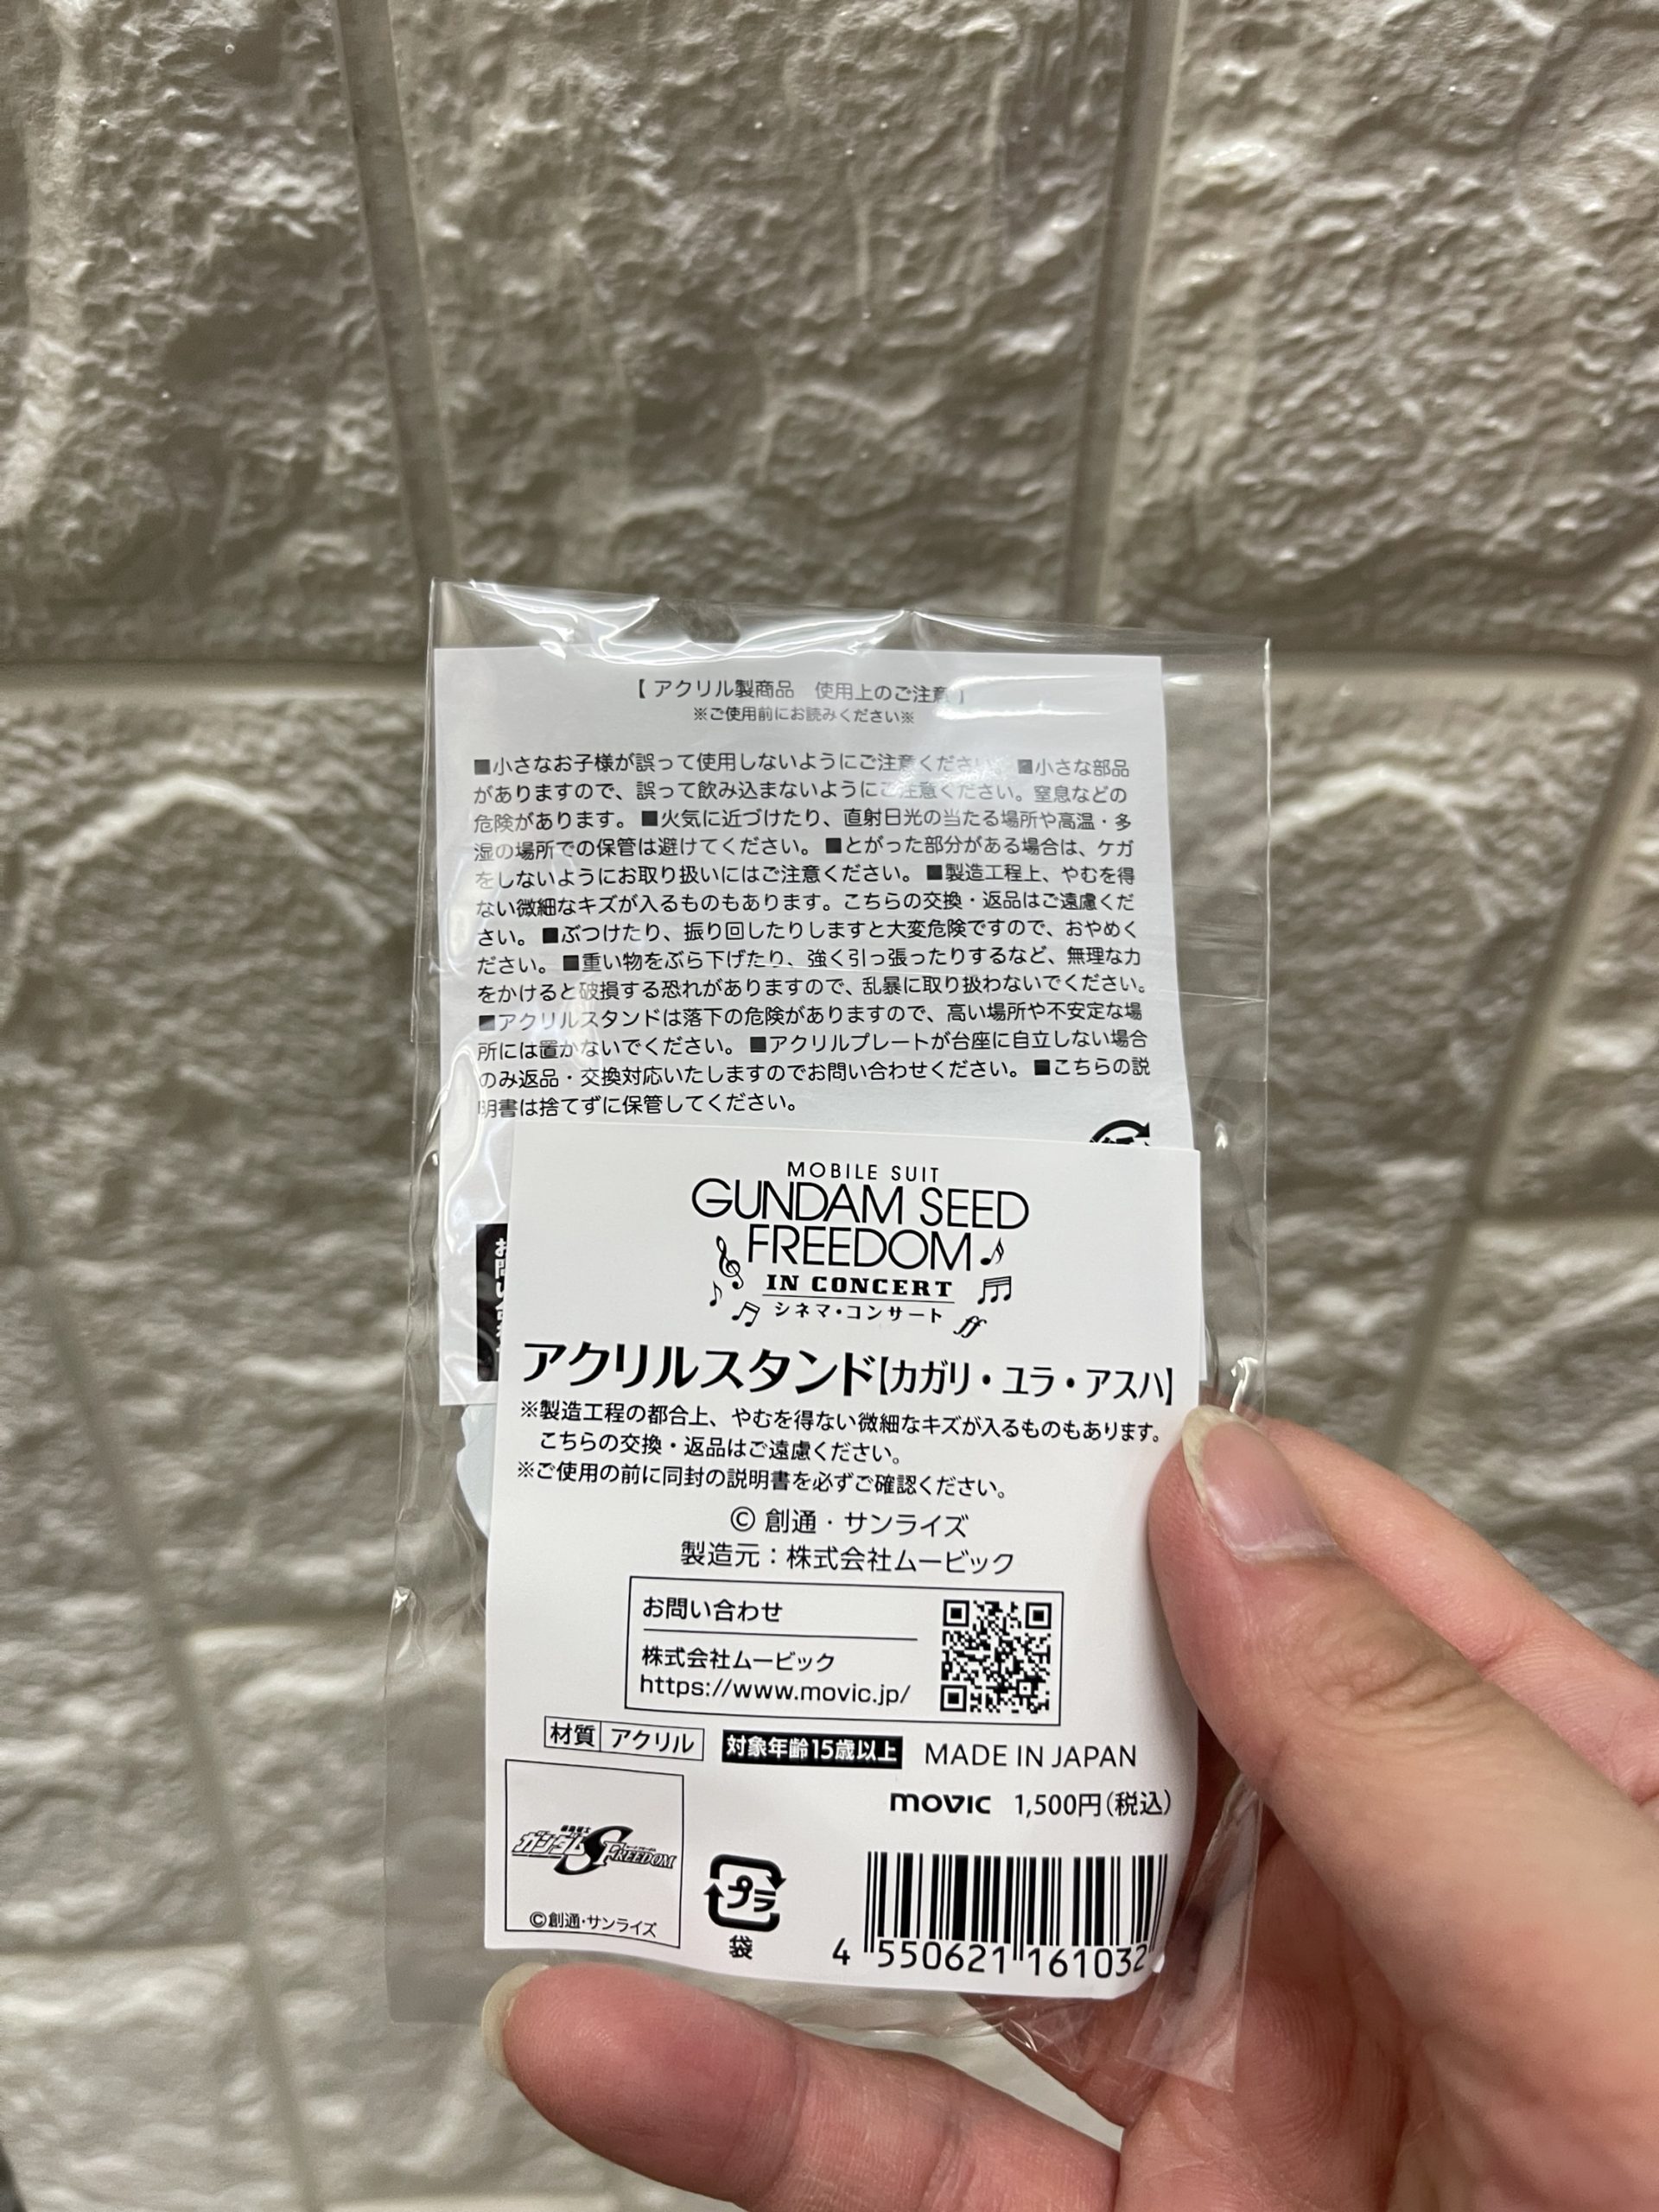 【アクリル製商品　使用上のご注意】
※ご使用前にお読みください※
■小さなお子様が誤って使用しないようにご注意ください。■小さな部品
がありますので、誤って飲み込まないようにご注意ください。窒息などの
危険があります。■火気に近づけたり、直射日光の当たる場所や高温・多
湿の場所での保管は避けてください。■とがった部分がある場合は、ケガ
をしないようにお取り扱いにはご注意ください。■製造工程上、やむを得
ない微細なキズが入るものもあります。こちらの交換・返品はご遠慮くだ
さい。■ぶつけたり、振り回したりしますと大変危険ですので、おやめく
ださい。■重い物をぶら下げたり、強く引っ張ったりするなど、無理な力
をかけると破損する恐れがありますので、乱暴に取り扱わないでください。
■アクリルスタンドは落下の危険がありますので、高い場所や不安定な場
所には置かないでください。■アクリルプレートが台座に自立しない場合
のみ返品・交換対応いたしますのでお問い合わせください。■こちらの説
明書は捨てずに保管してください。
MOBILE SUIT
GUNDAM SEED
FREEDOM
IN CONCERT
シネマ・コンサート
ff
アクリルスタンド【カガリ・ユラ・アスハ】
※製造工程の都合上、やむを得ない微細なキズが入るものもあります。
こちらの交換・返品はご遠慮ください。
※ご使用の前に同封の説明書を必ずご確認ください。
© 創通・サンライズ
製造元：株式会社ムービック
お問い合わせ
株式会社ムービック
https://www.movic.jp/
材質 アクリル 対象年齢15歳以上 MADE IN JAPAN
movic 1,500円（税込）
ガンダムS FREEDOM
©創通・サンライズ
プラ
袋
4 550621 161032